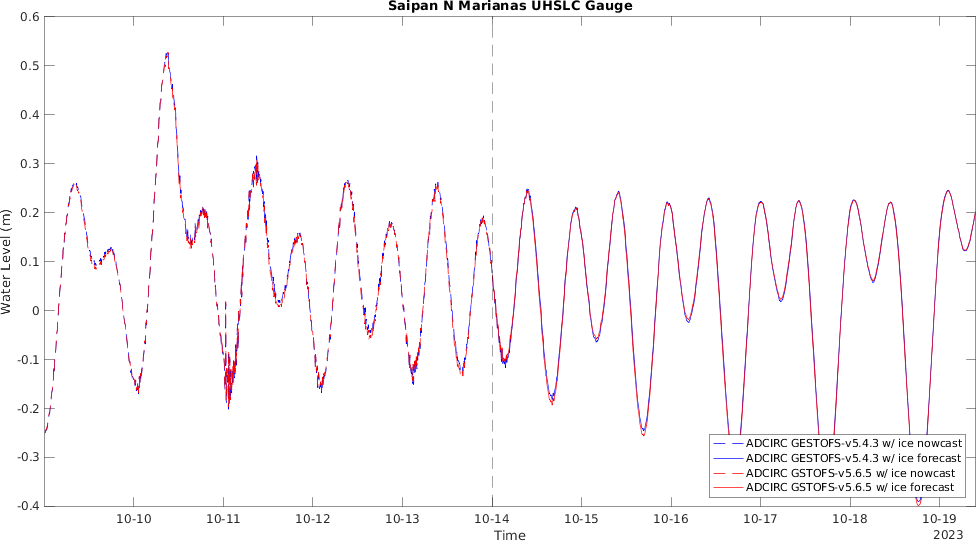 Saipan N Marianas UHSLC Gauge
0.6
0.5
0.4
0.3
0.2
0.1
0
-0.1
-0.2
-0.3
-0.4
Water Level (m)
ADCIRC GESTOFS-v5.4.3 w/ ice nowcast
ADCIRC GESTOFS-v5.4.3 w/ ice forecast
ADCIRC GSTOFS-v5.6.5 w/ ice nowcast
ADCIRC GSTOFS-v5.6.5 w/ ice forecast
10-10 10-11 10-12 10-13 10-14 10-15 10-16 10-17 10-18 10-19
Time 2023